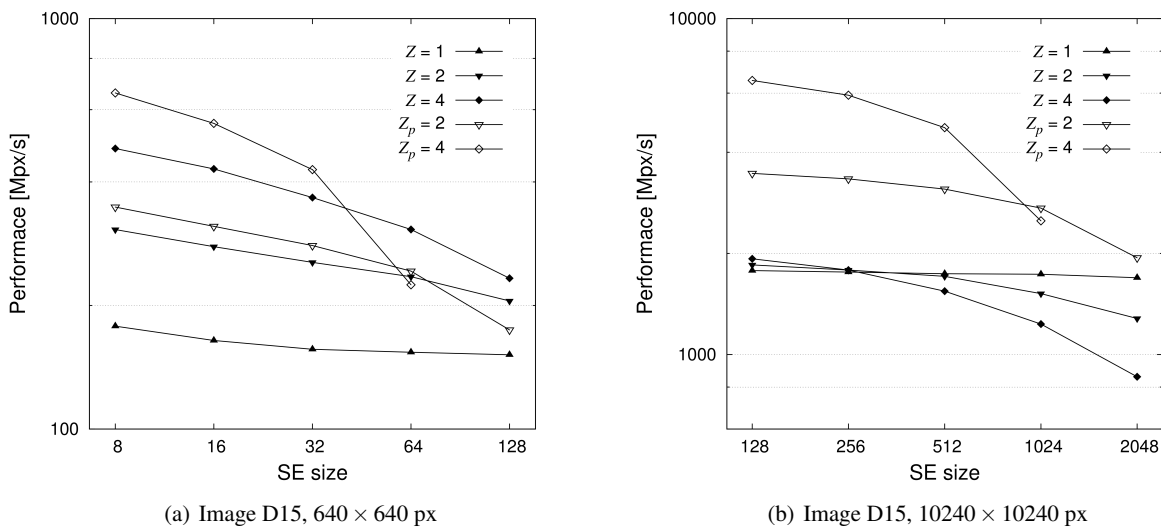 1000
Z = 1
Z = 2
Z = 4
Zp = 2
Zp = 4
Performace [Mpx/s]
100
8 16 32 64 128
SE size
(a) Image D15, 640 × 640 px
10000
Z = 1
Z = 2
Z = 4
Zp = 2
Zp = 4
Performace [Mpx/s]
1000
128 256 512 1024 2048
SE size
(b) Image D15, 10240 × 10240 px